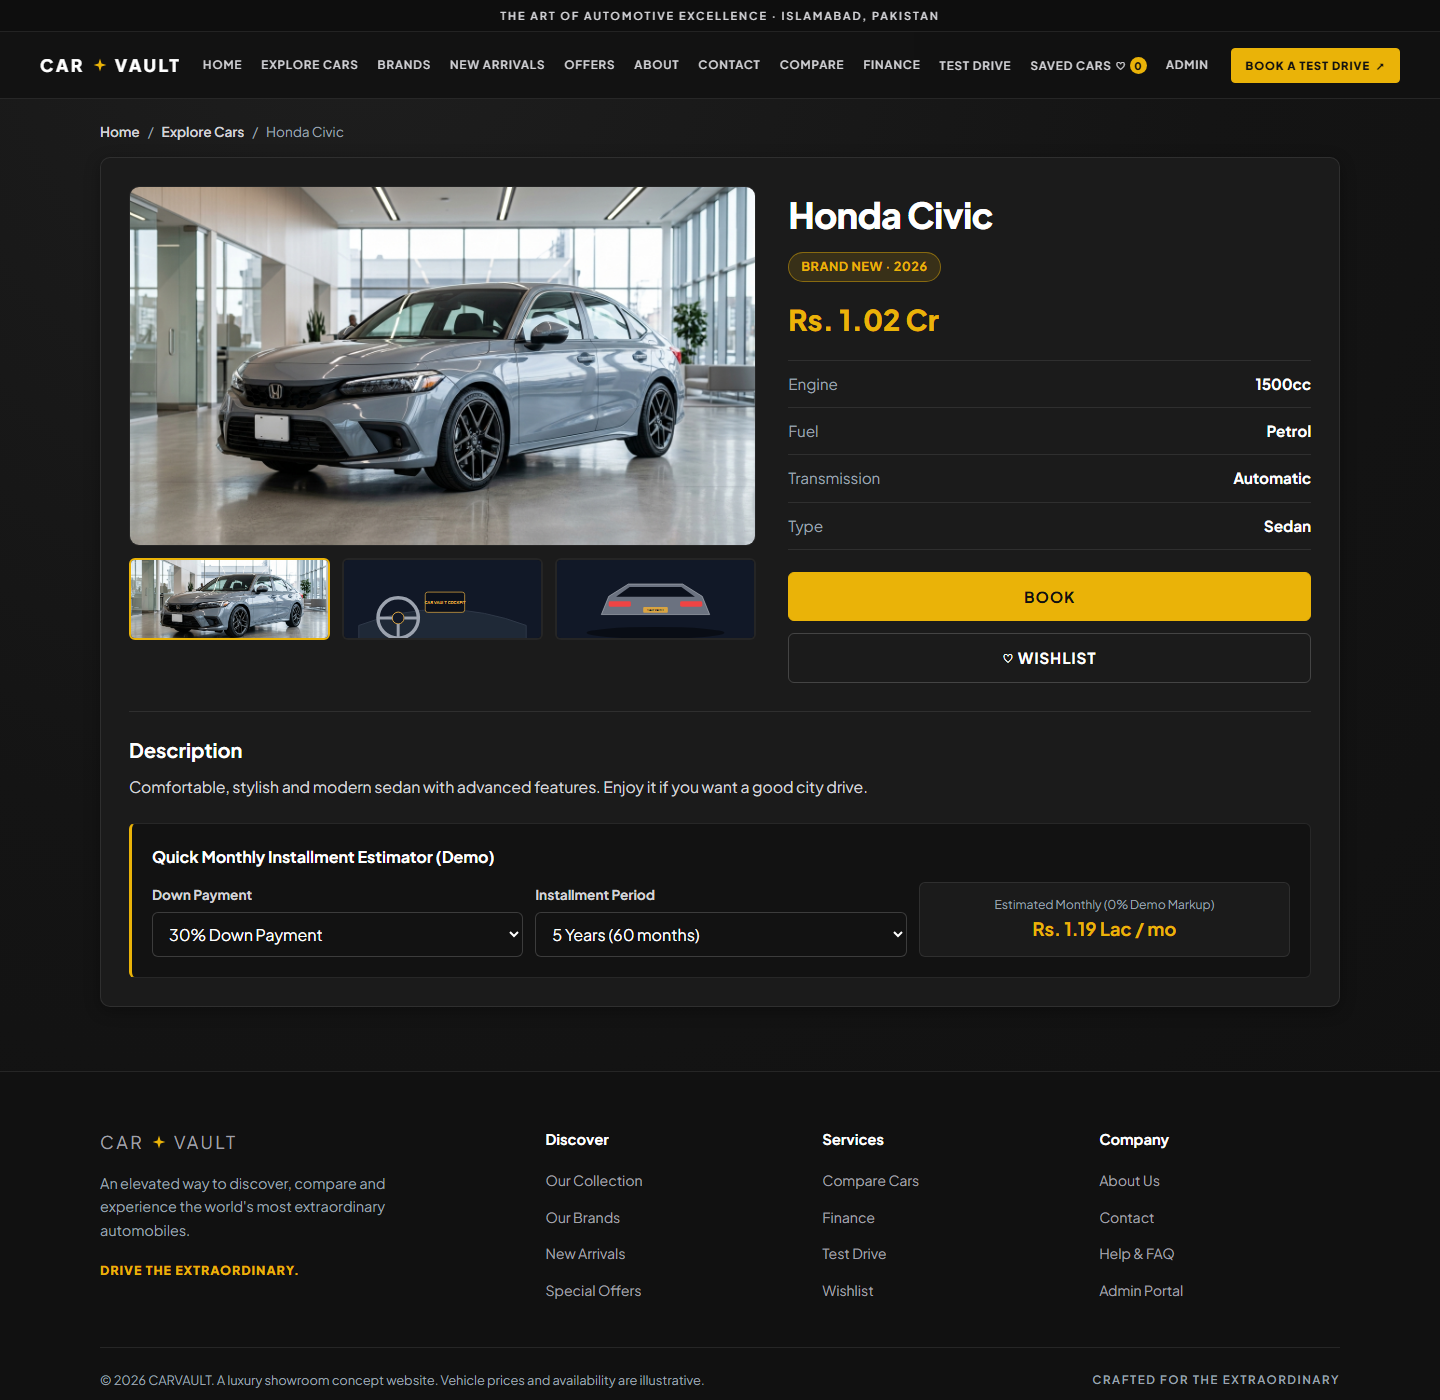 THE ART OF AUTOMOTIVE EXCELLENCE · ISLAMABAD, PAKISTAN
CAR ✦ VAULT HOME EXPLORE CARS BRANDS NEW ARRIVALS OFFERS ABOUT CONTACT COMPARE FINANCE TEST DRIVE SAVED CARS ♡ 0 ADMIN BOOK A TEST DRIVE ↗
Home / Explore Cars / Honda Civic
Honda Civic
BRAND NEW · 2026
Rs. 1.02 Cr
Engine 1500cc
Fuel Petrol
Transmission Automatic
Type Sedan
CAR VAULT COCKPIT
BOOK
♡ WISHLIST
Description
Comfortable, stylish and modern sedan with advanced features. Enjoy it if you want a good city drive.
Quick Monthly Installment Estimator (Demo)
Down Payment
30% Down Payment
Installment Period
5 Years (60 months)
Estimated Monthly (0% Demo Markup)
Rs. 1.19 Lac / mo
CAR ✦ VAULT
An elevated way to discover, compare and
experience the world's most extraordinary
automobiles.
DRIVE THE EXTRAORDINARY.
Discover
Our Collection
Our Brands
New Arrivals
Special Offers
Services
Compare Cars
Finance
Test Drive
Wishlist
Company
About Us
Contact
Help & FAQ
Admin Portal
© 2026 CARVAULT. A luxury showroom concept website. Vehicle prices and availability are illustrative.
CRAFTED FOR THE EXTRAORDINARY